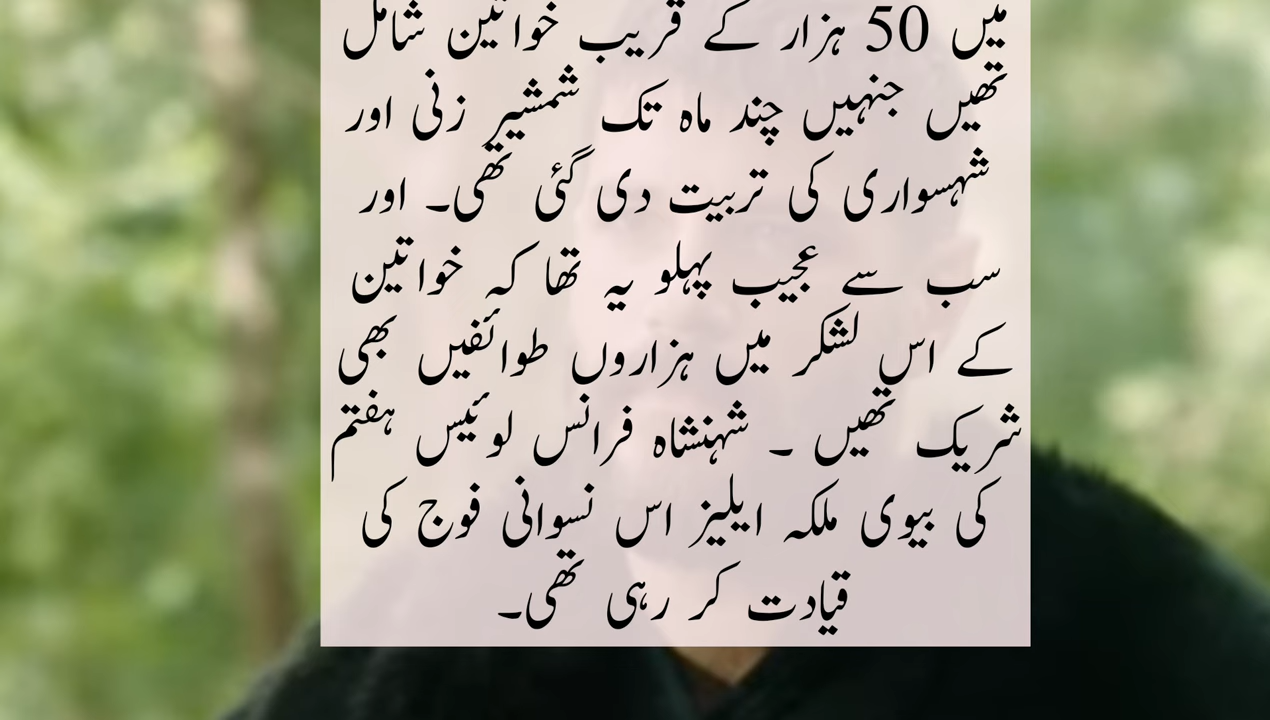 میں 50 ہزار کے قریب خواتین شامل
تھیں جنہیں چند ماہ تک شمشیر زنی اور
شہسواری کی تربیت دی گئی تھی۔ اور
سب سے عجیب پہلو یہ تھا کہ خواتین
کے اس لشکر میں ہزاروں طوائفیں بھی
شریک تھیں ۔ شہنشاہ فرانس لوئیس ہفتم
کی بیوی ملکہ ایلیز اس نسوانی فوج کی
قیادت کر رہی تھی۔